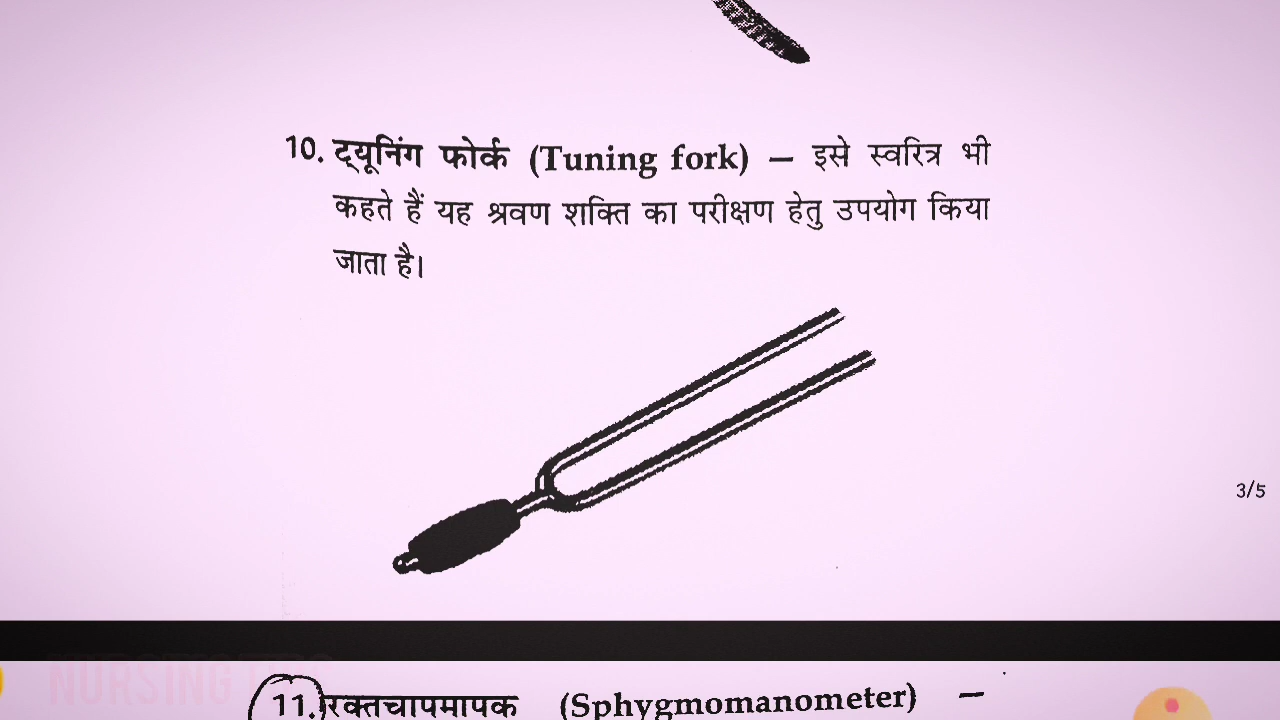 10. ट्यूनिंग फोर्क (Tuning fork) – इसे स्वरित्र भी
कहते हैं यह श्रवण शक्ति का परीक्षण हेतु उपयोग किया
जाता है।
3/5
NURSING
11. रक्तचापमापक (Sphygmomanometer) –